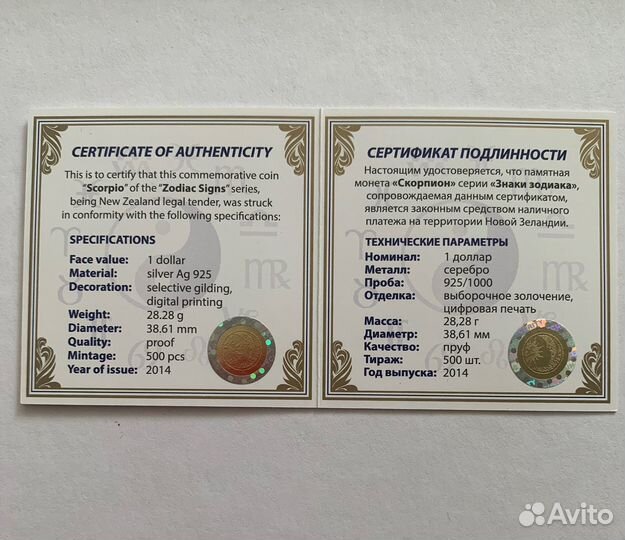 CERTIFICATE OF AUTHENTICITY
This is to certify that this commemorative coin
"Scorpio" of the "Zodiac Signs" series,
being New Zealand legal tender, was struck
in conformity with the following specifications:
SPECIFICATIONS
Face value: 1 dollar
Material: silver Ag 925
Decoration: selective gilding,
digital printing
Weight: 28.28 g
Diameter: 38.61 mm
Quality: proof
Mintage: 500 pcs
Year of issue: 2014
СЕРТИФИКАТ ПОДЛИННОСТИ
Настоящим удостоверяется, что памятная
монета «Скорпион» серии «Знаки зодиака»,
сопровождаемая данным сертификатом,
является законным средством наличного
платежа на территории Новой Зеландии.
ТЕХНИЧЕСКИЕ ПАРАМЕТРЫ
Номинал: 1 доллар
Металл: серебро
Проба: 925/1000
Отделка: выборочное золочение,
цифровая печать
Масса: 28,28 г
Диаметр: 38,61 мм
Качество: пруф
Тираж: 500 шт.
Год выпуска: 2014
Avito